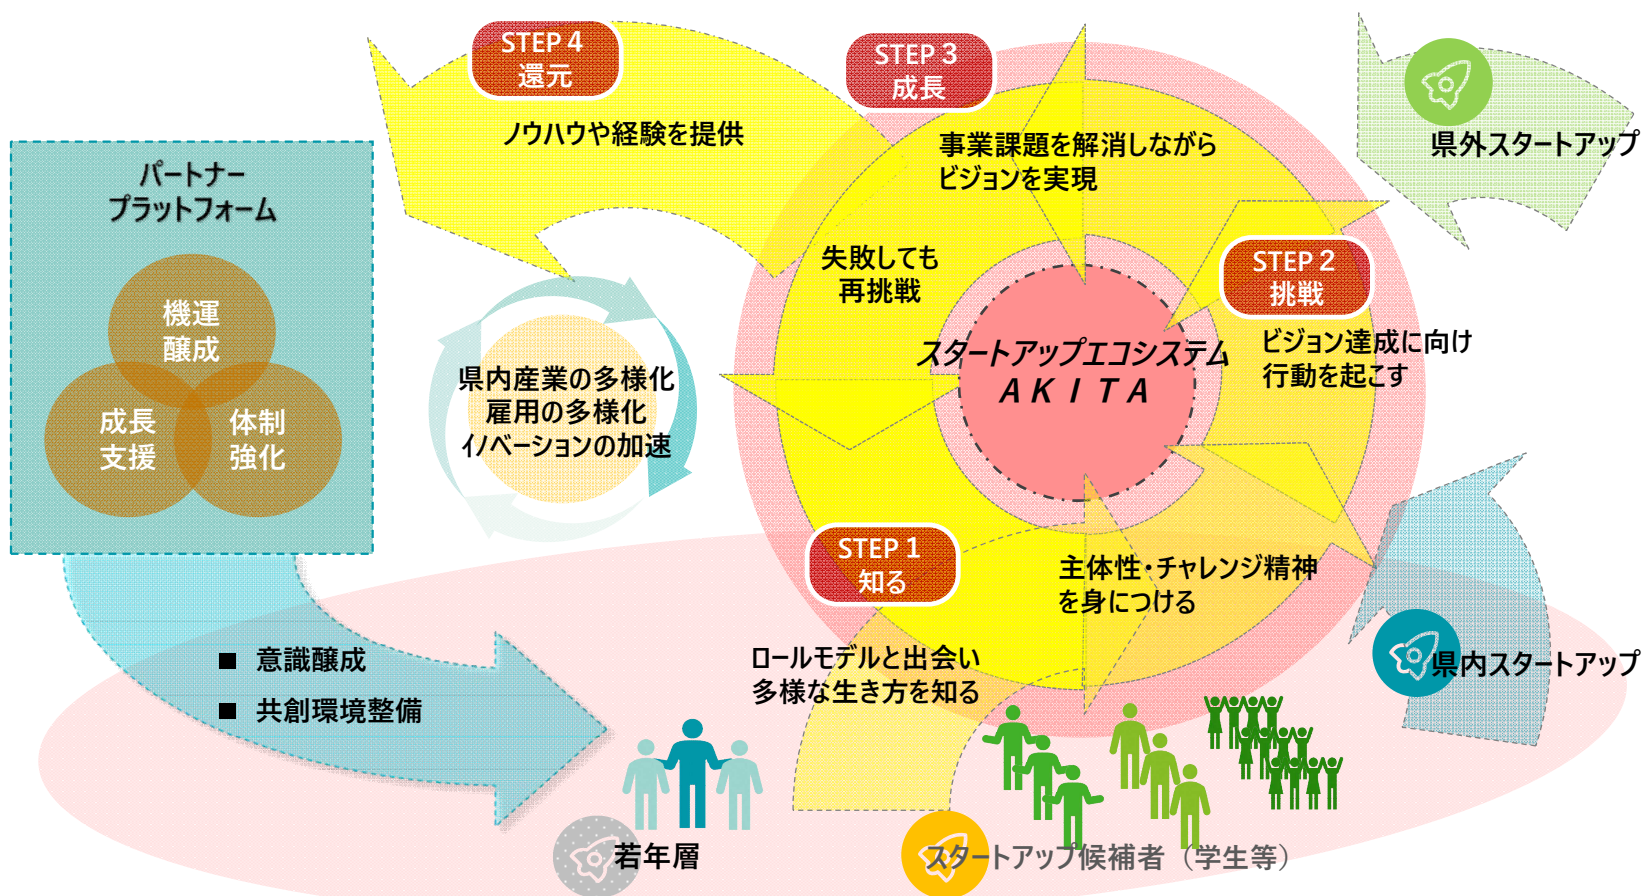 STEP 4
還元
ノウハウや経験を提供
STEP 3
成長
事業課題を解消しながら
ビジョンを実現
県外スタートアップ
パートナー
プラットフォーム
機運
醸成
成長
支援
体制
強化
失敗しても
再挑戦
STEP 2
挑戦
ビジョン達成に向け
行動を起こす
スタートアップエコシステム
AKITA
県内産業の多様化
雇用の多様化
イノベーションの加速
STEP 1
知る
主体性・チャレンジ精神
を身につける
ロールモデルと出会い
多様な生き方を知る
県内スタートアップ
■ 意識醸成
■ 共創環境整備
若年層
スタートアップ候補者（学生等）